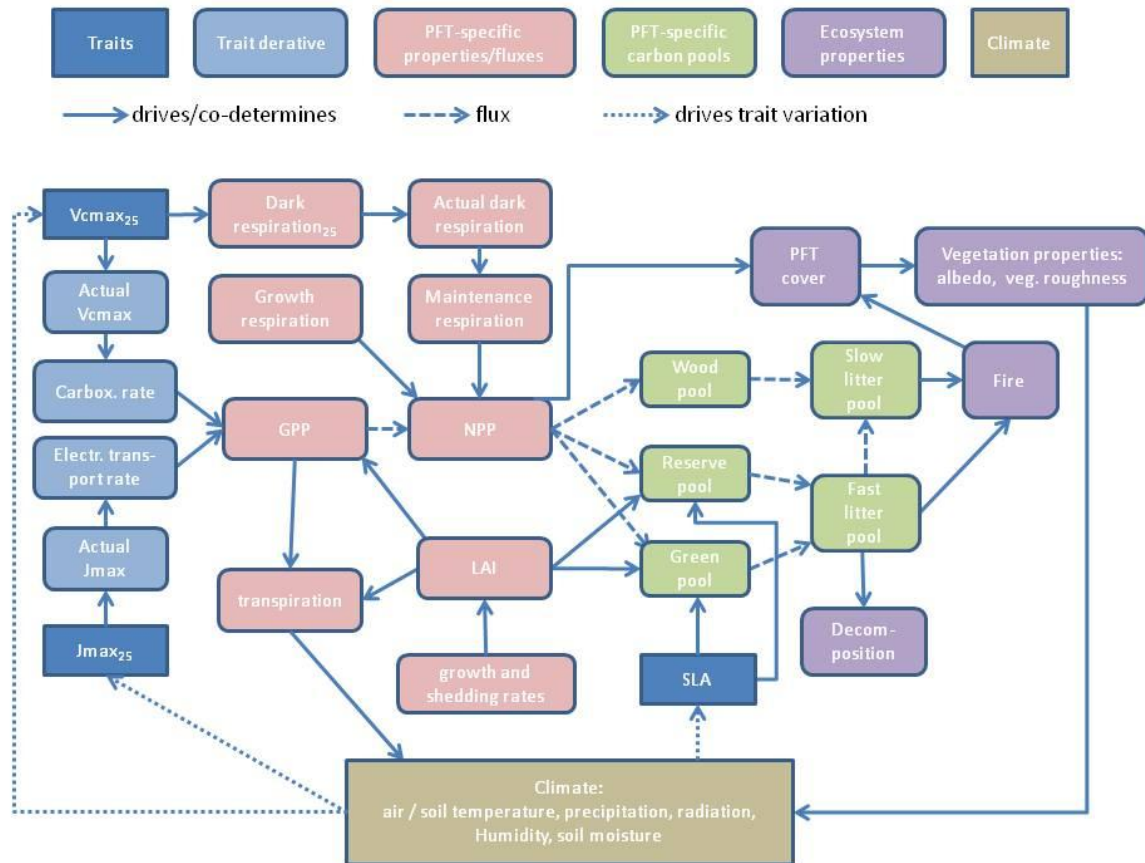 Traits
Trait derative
PFT-specific
properties/fluxes
PFT-specific
carbon pools
Ecosystem
properties
Climate
drives/co-determines
flux
drives trait variation
Vcmax25
Dark
respiration25
Actual dark
respiration
PFT
cover
Vegetation properties:
albedo, veg. roughness
Actual
Vcmax
Growth
respiration
Maintenance
respiration
Carbox. rate
GPP
NPP
Wood
pool
Slow
litter
pool
Fire
Electr. trans-
port rate
Reserve
pool
Fast
litter
pool
Actual
Jmax
transpiration
LAI
Green
pool
Jmax25
growth and
shedding rates
SLA
Decom-
position
Climate:
air / soil temperature, precipitation, radiation,
Humidity, soil moisture